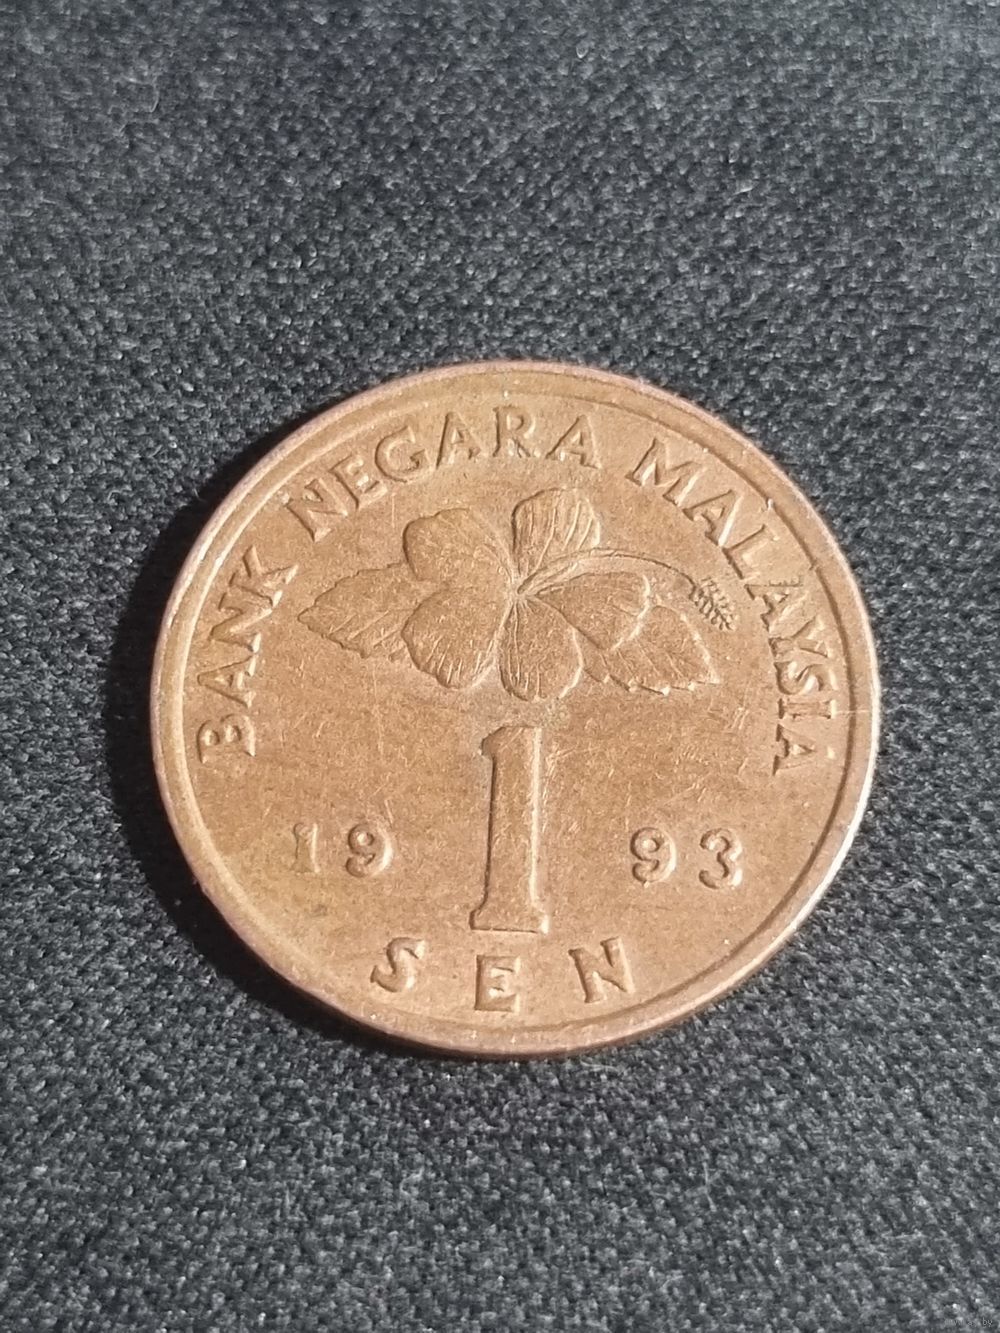 BANK NEGARA MALAYSIA
1
19 93
SEN